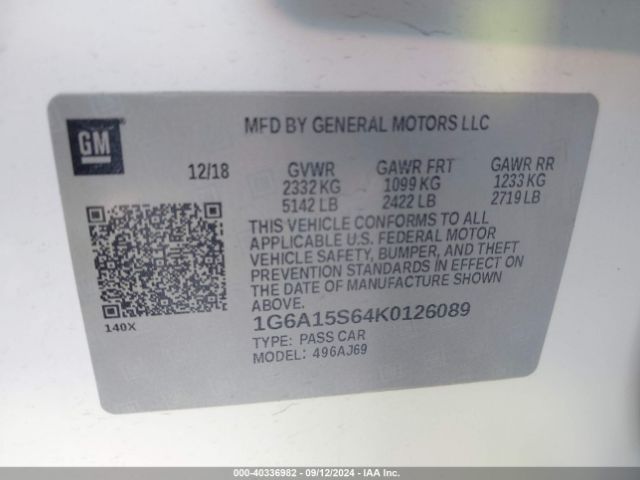 GM
MFD BY GENERAL MOTORS LLC
12/18 GVWR GAWR FRT GAWR RR
2332 KG 1099 KG 1233 KG
5142 LB 2422 LB 2719 LB
THIS VEHICLE CONFORMS TO ALL
APPLICABLE U.S. FEDERAL MOTOR
VEHICLE SAFETY, BUMPER, AND THEFT
PREVENTION STANDARDS IN EFFECT ON
THE DATE OF MANUFACTURE SHOWN
ABOVE.
140X
1G6A15S64K0126089
TYPE: PASS CAR
MODEL: 496AJ69
000-40336982 - 09/12/2024 - IAA Inc.